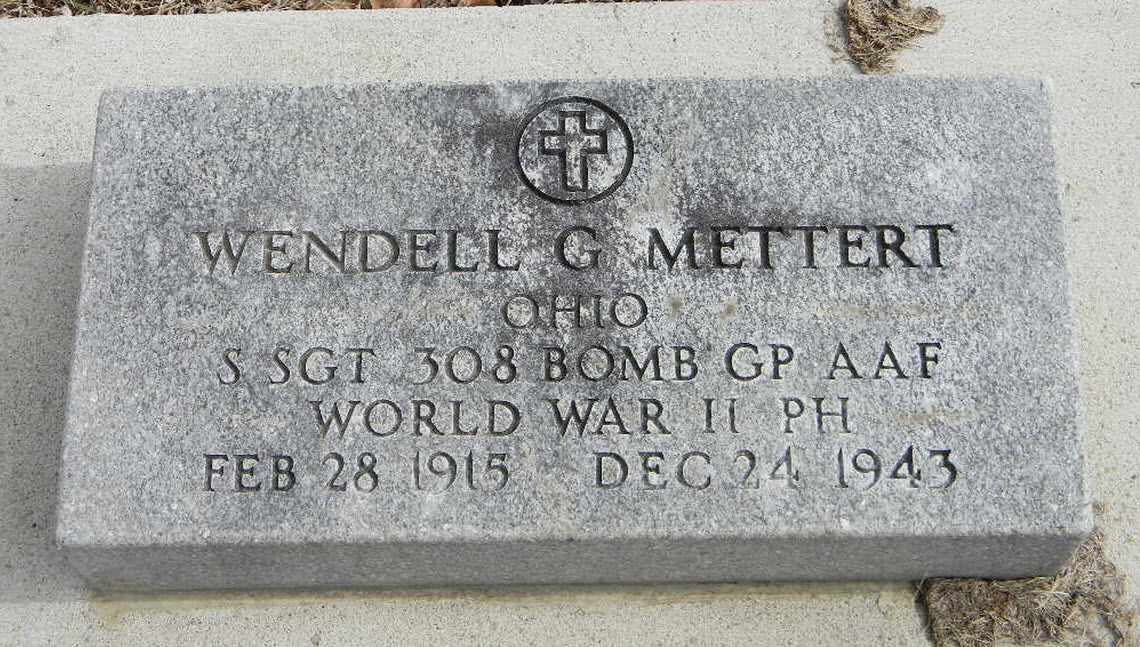 WENDELL G METTERT
OHIO
S SGT 308 BOMB GP AAF
WORLD WAR II PH
FEB 28 1915 DEC 24 1943